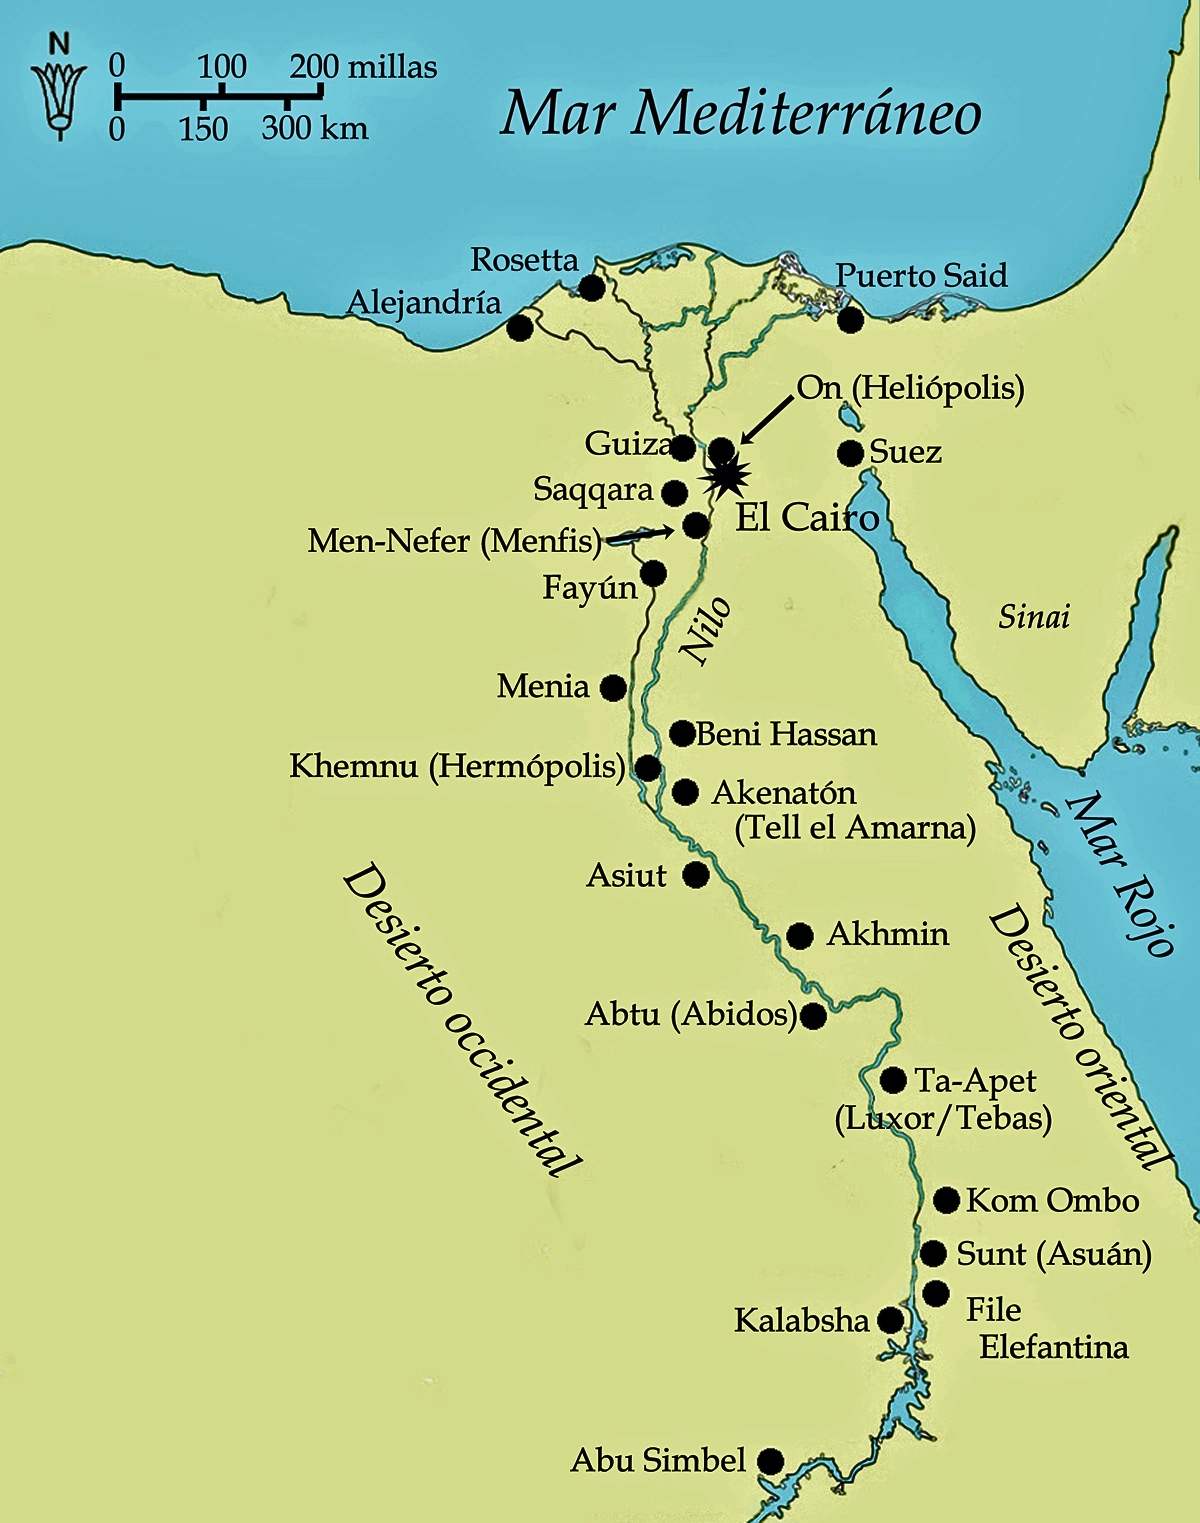 N
0 100 200 millas
0 150 300 km
Mar Mediterráneo
Rosetta
Alejandría
Puerto Said
On (Heliópolis)
Guiza
Suez
Saqqara
El Cairo
Men-Nefer (Menfis)
Fayún
Nilo
Sinai
Menia
Beni Hassan
Khemnu (Hermópolis)
Akenatón
(Tell el Amarna)
Mar Rojo
Asiut
Desierto occidental
Akhmin
Desierto oriental
Abtu (Abidos)
Ta-Apet
(Luxor/Tebas)
Kom Ombo
Sunt (Asuán)
File
Elefantina
Kalabsha
Abu Simbel